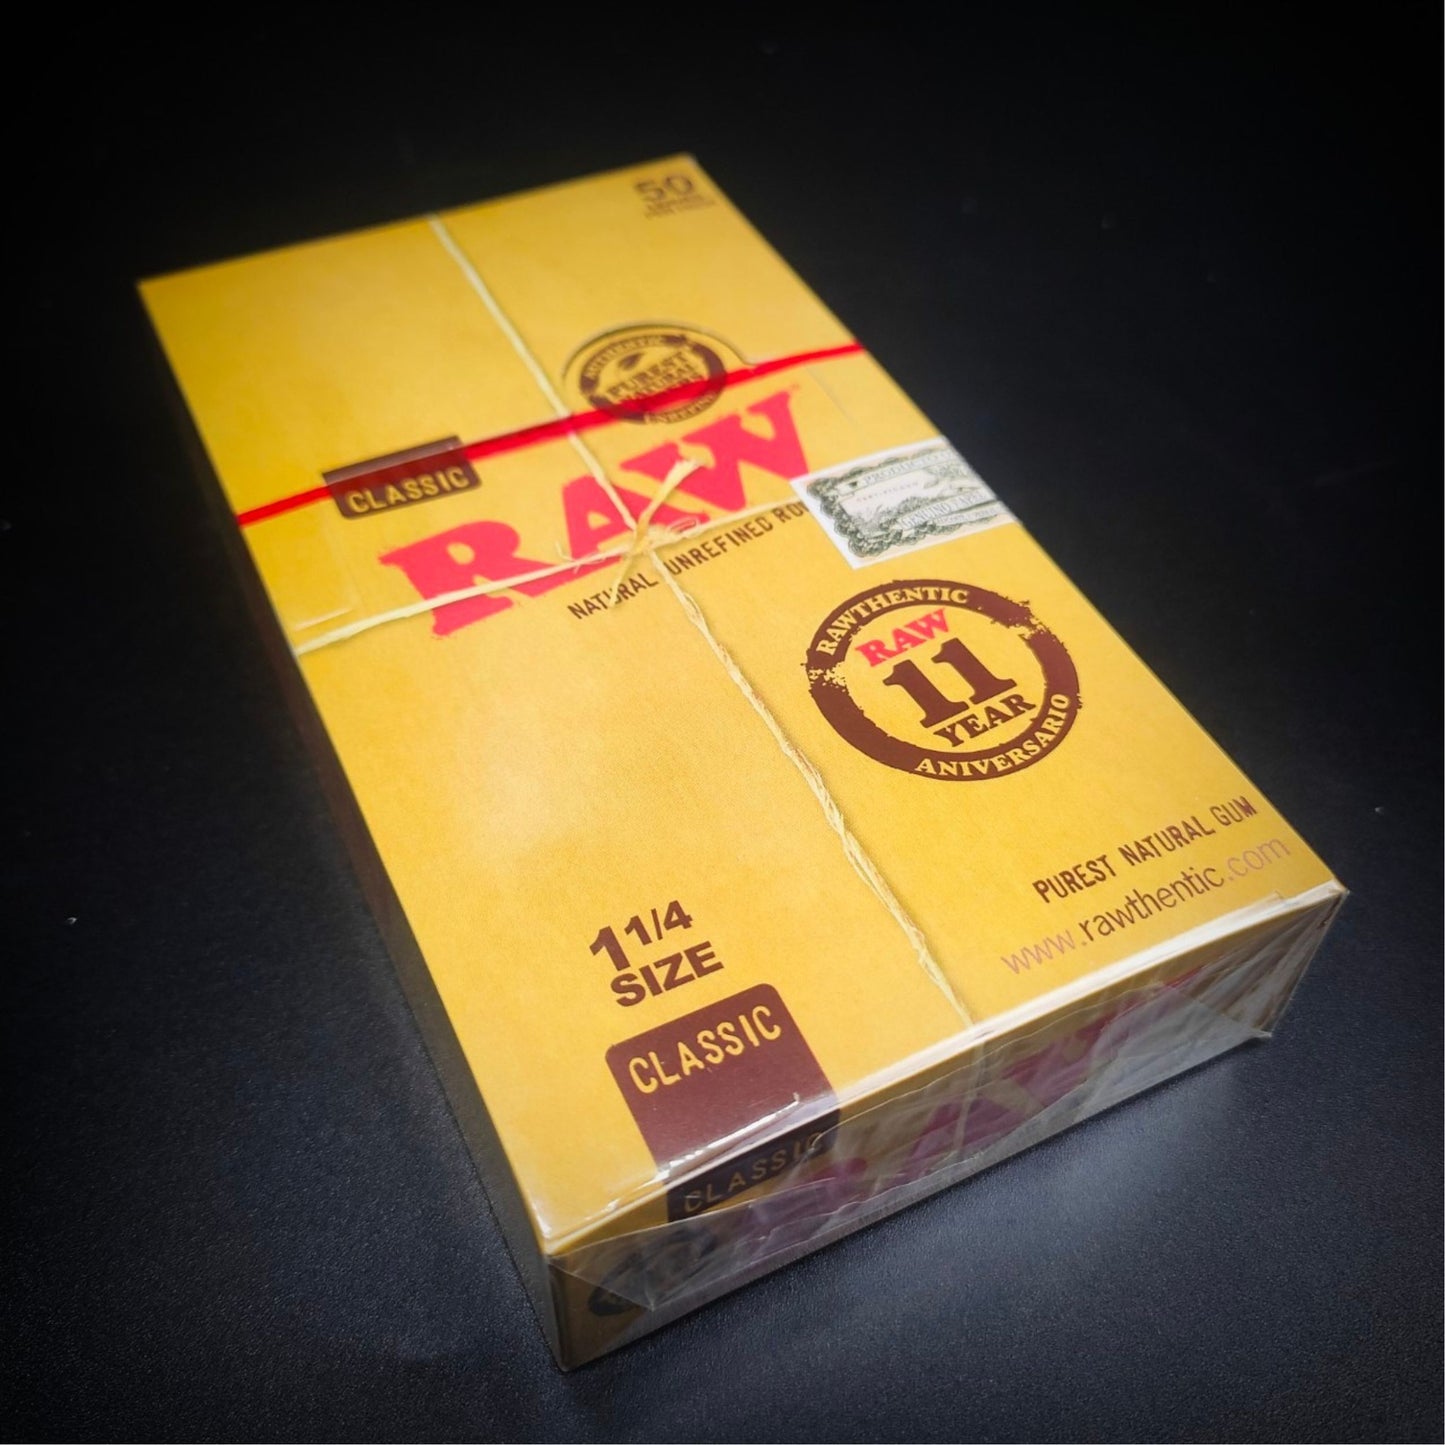 50
AUTHENTIC
PUREST
NATURAL
CLASSIC
RAW
NATURAL UNREFINED
RAWTHENTIC
RAW
11
YEAR
ANIVERSARIO
PUREST NATURAL GUM
www.rawthentic.com
1 1/4
SIZE
CLASSIC
CLASSIC